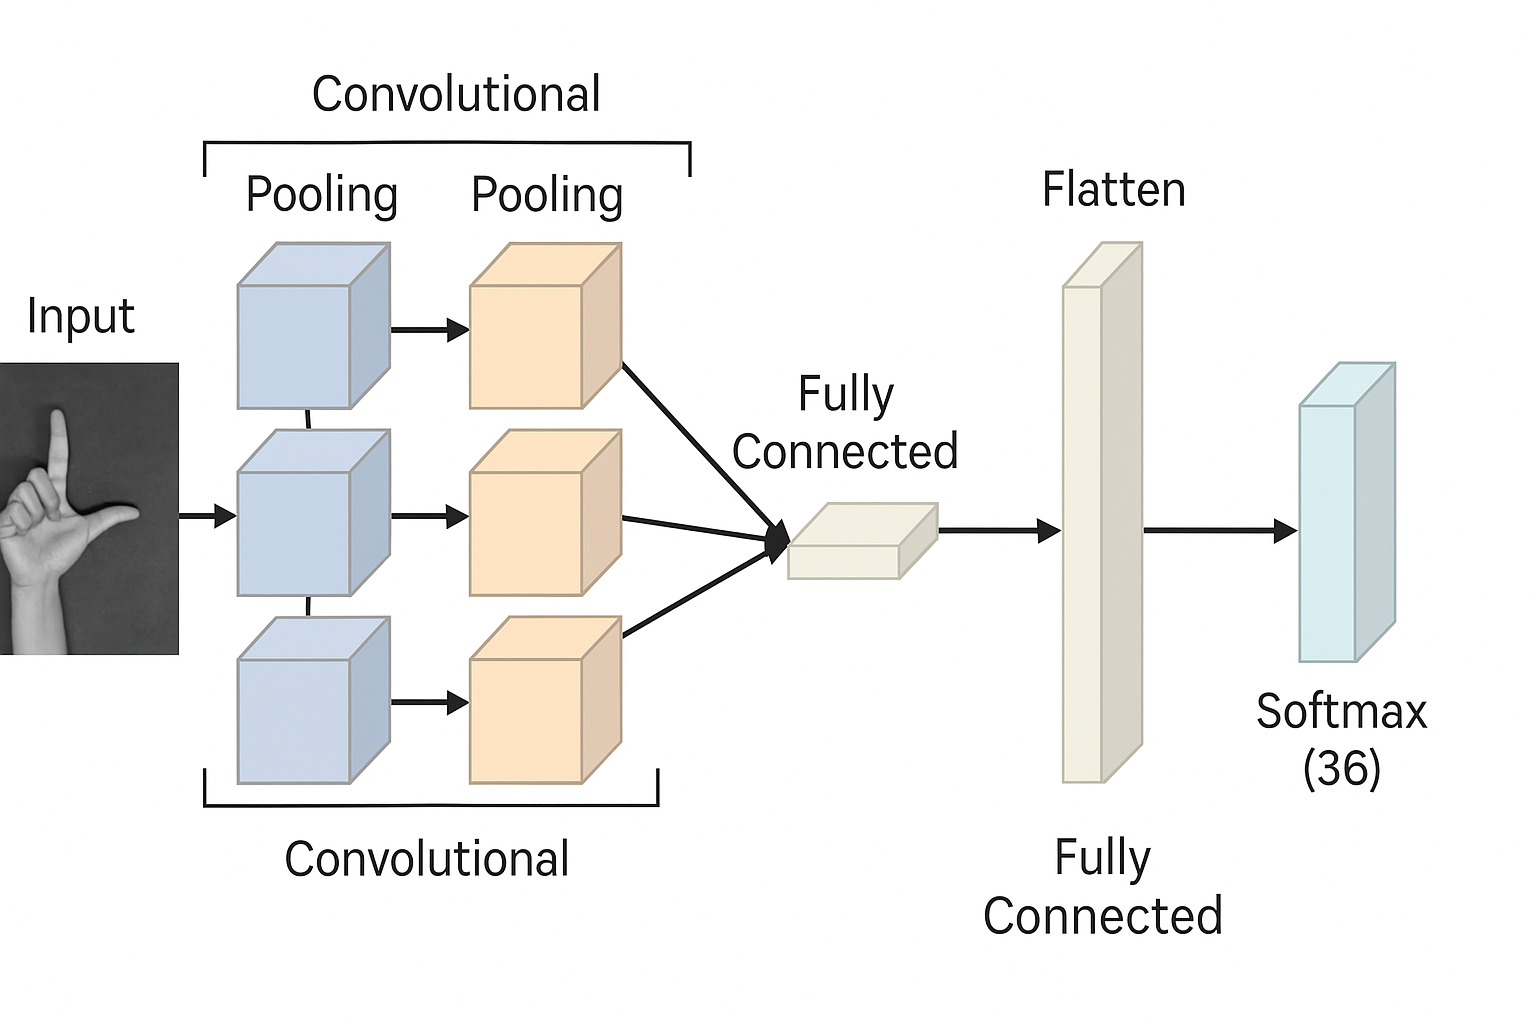 Convolutional
Pooling Pooling
Flatten
Input
Fully
Connected
Softmax
(36)
Convolutional
Fully
Connected